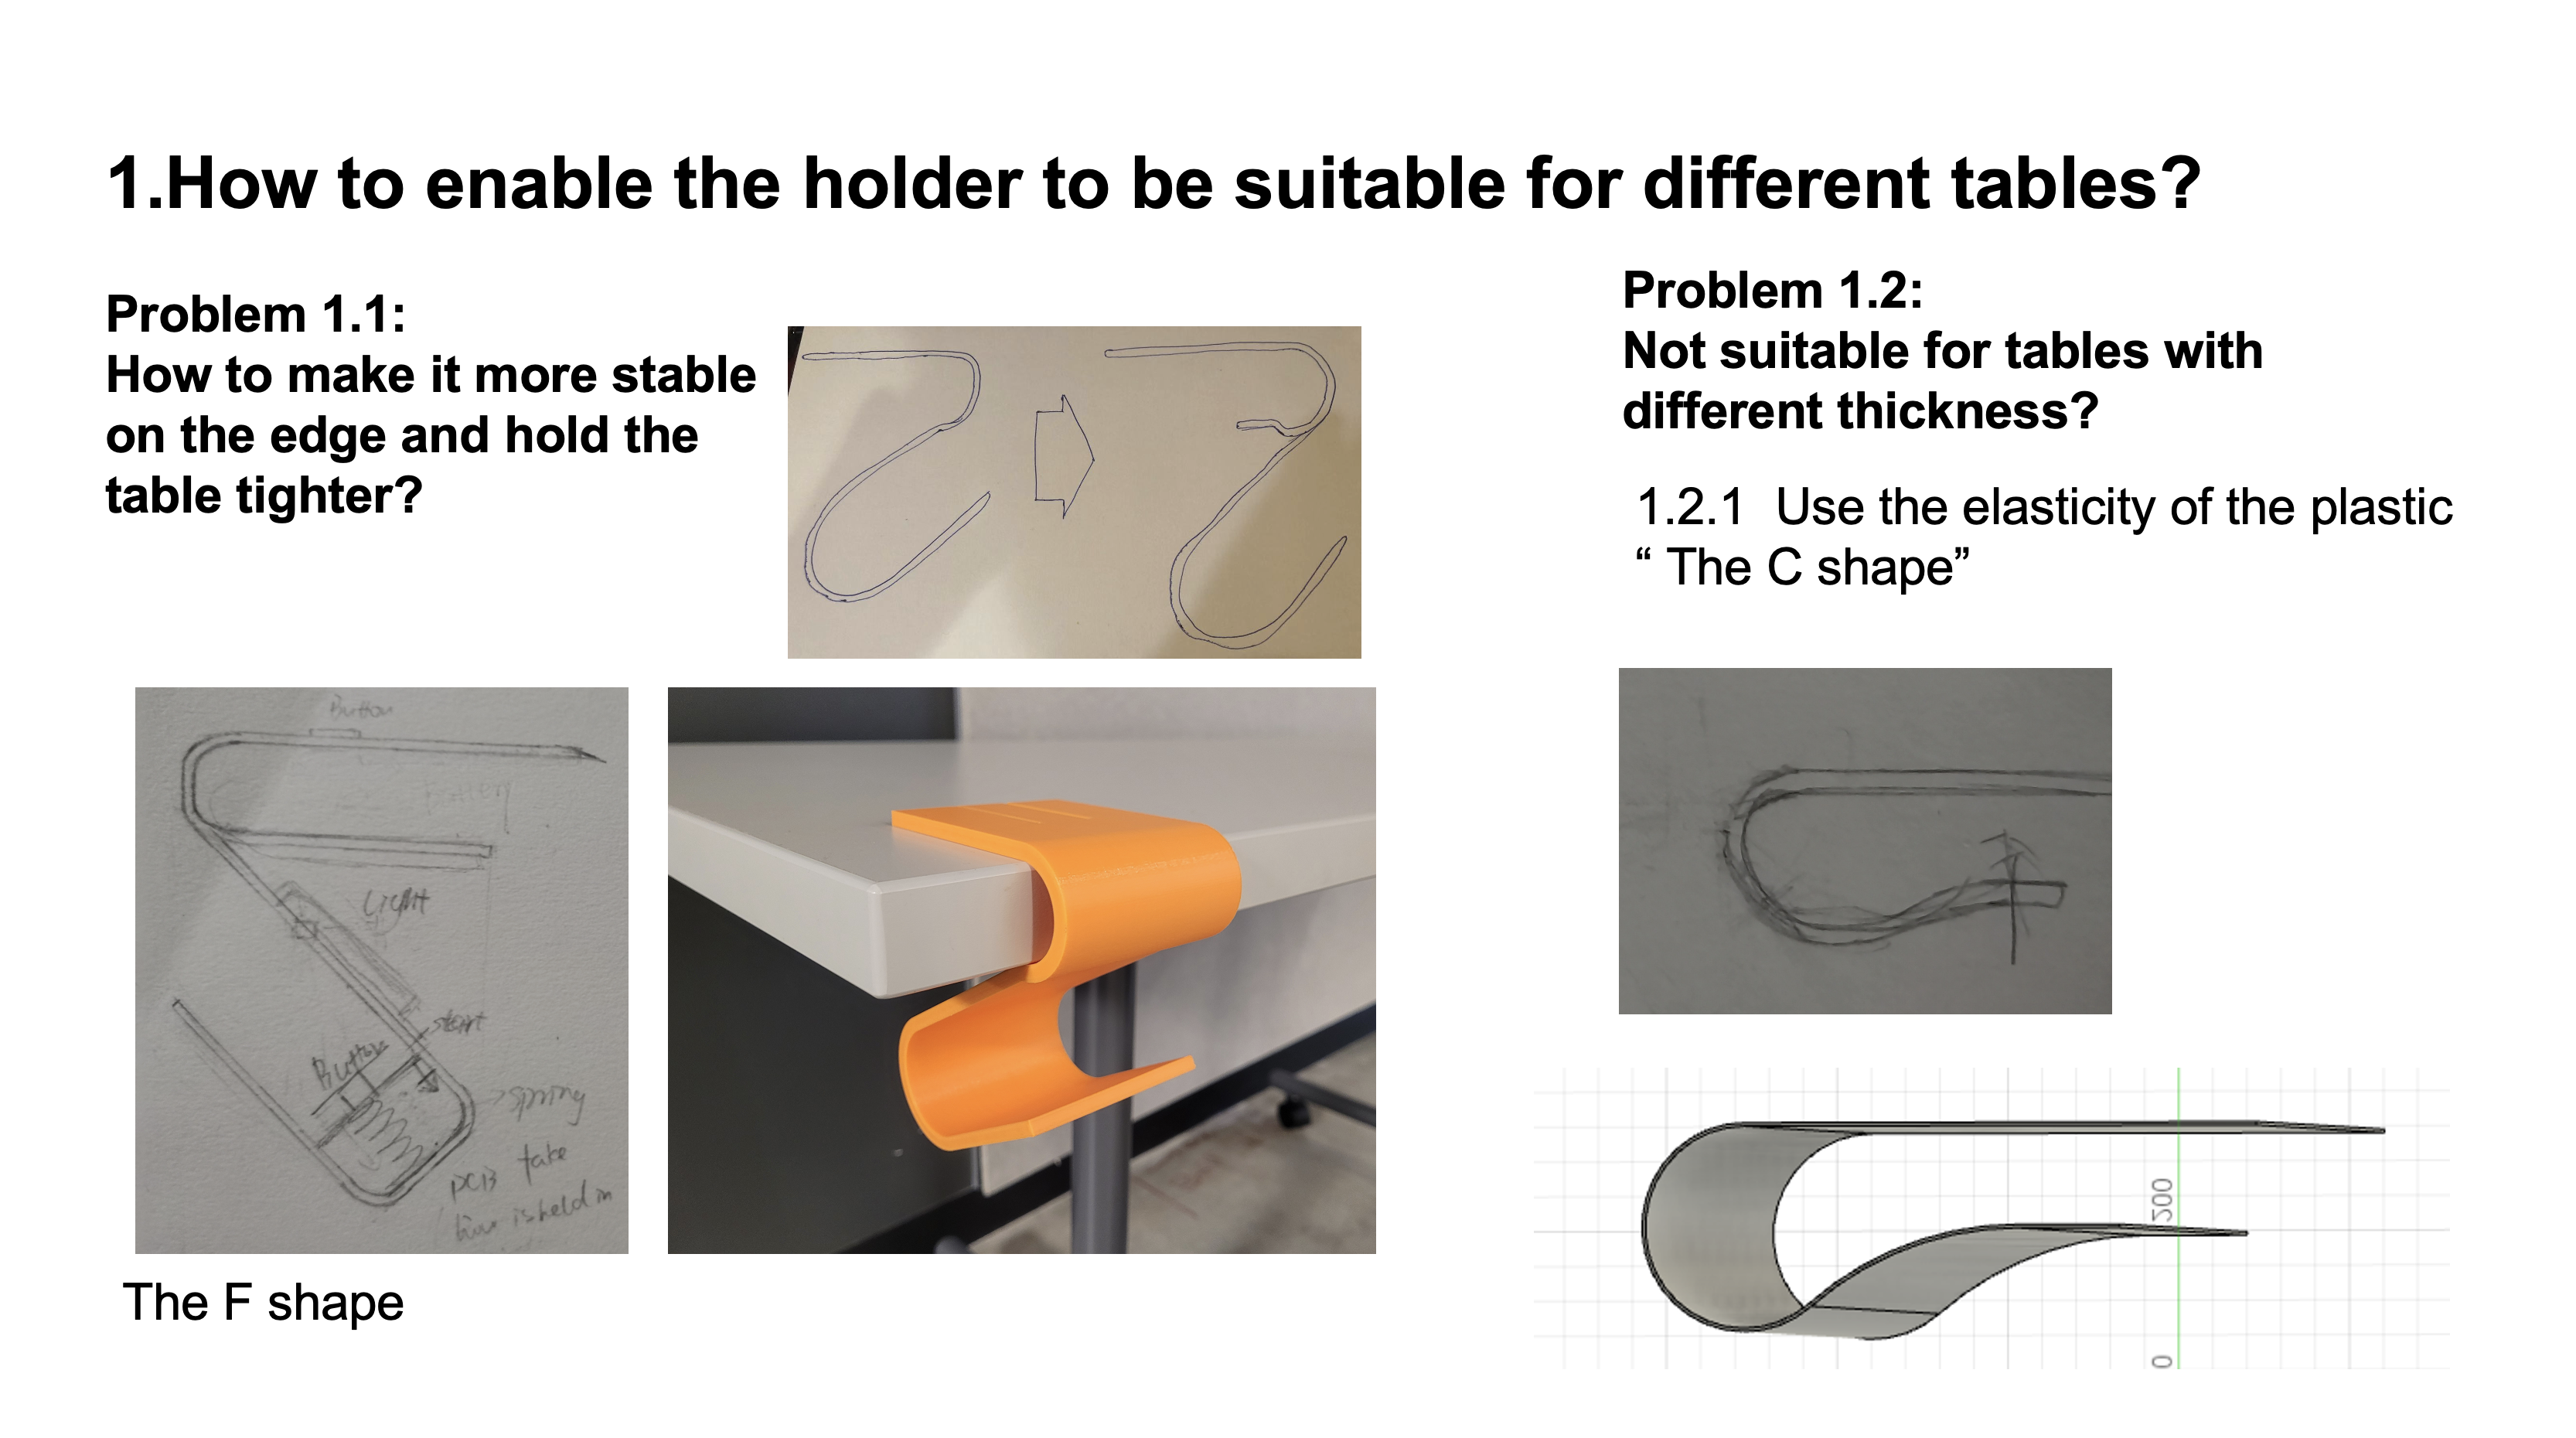 1.How to enable the holder to be suitable for different tables?
Problem 1.1:
How to make it more stable
on the edge and hold the
table tighter?
Problem 1.2:
Not suitable for tables with
different thickness?
1.2.1 Use the elasticity of the plastic
“ The C shape”
Button
Battery
Light
start
Button
spring
PCB take
is held in
The F shape
200
0